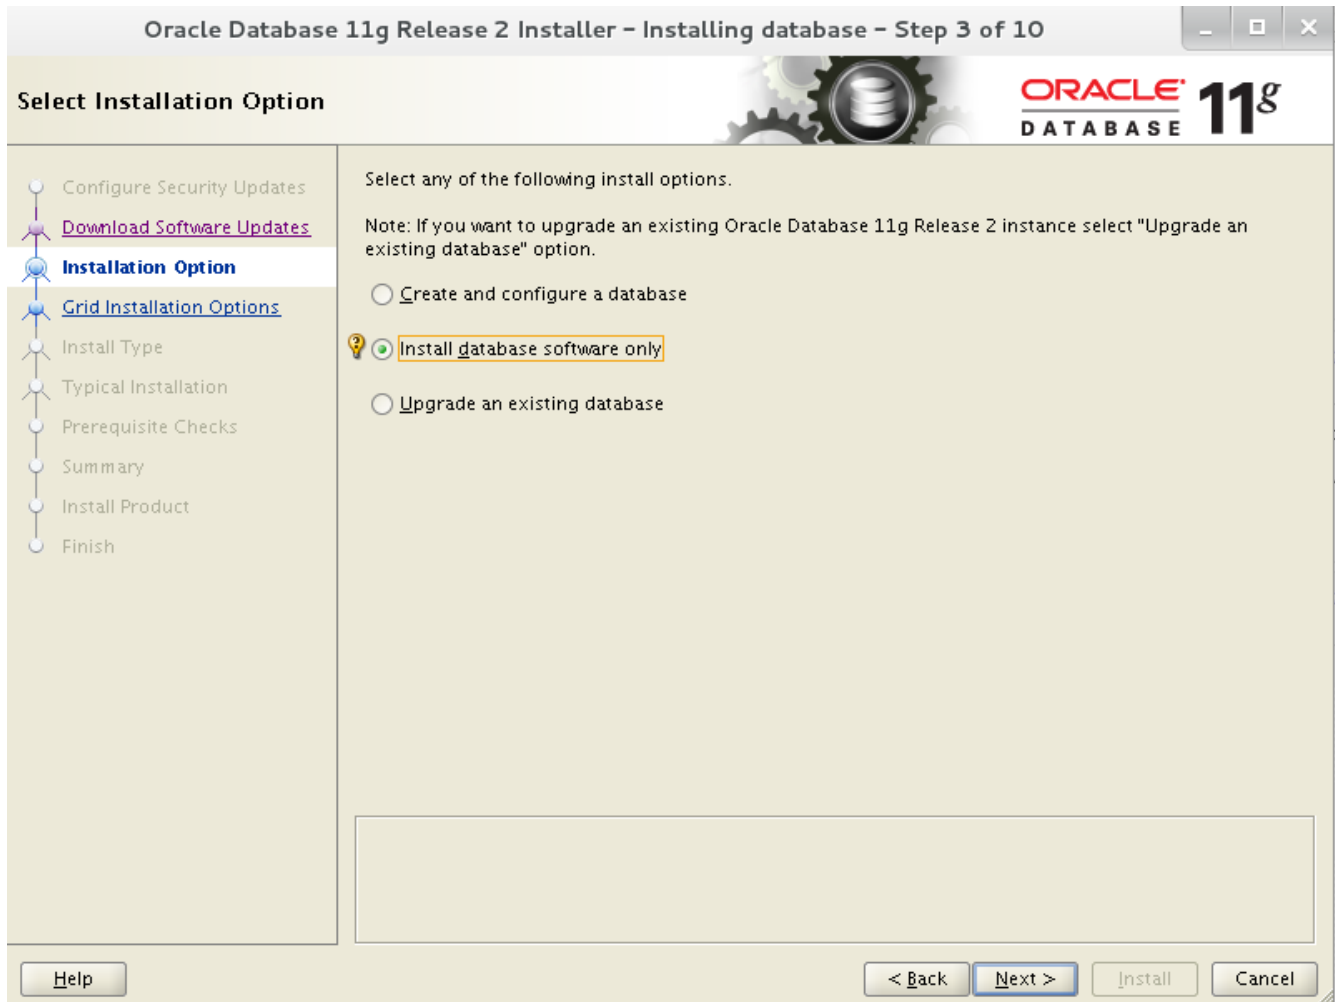 Oracle Database 11g Release 2 Installer - Installing database - Step 3 of 10
Select Installation Option
ORACLE
DATABASE
11g
Configure Security Updates
Download Software Updates
Installation Option
Grid Installation Options
Install Type
Typical Installation
Prerequisite Checks
Summary
Install Product
Finish
Select any of the following install options.
Note: If you want to upgrade an existing Oracle Database 11g Release 2 instance select "Upgrade an
existing database" option.
Create and configure a database
Install database software only
Upgrade an existing database
Help
< Back
Next >
Install
Cancel